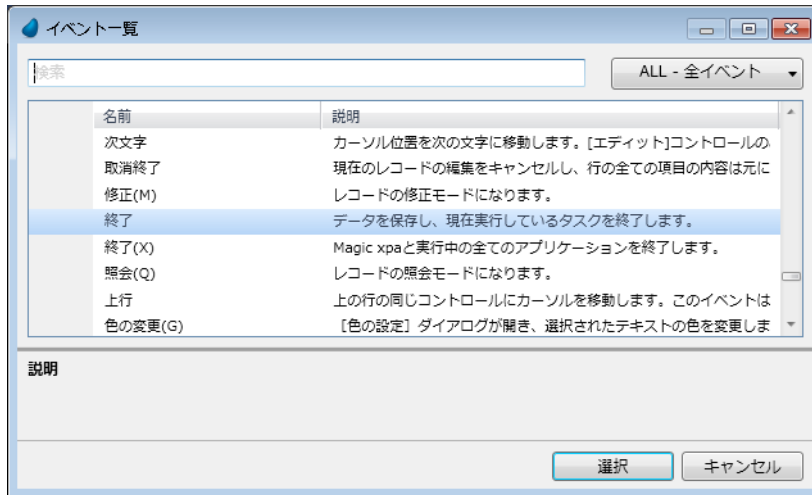 イベント一覧
検索
ALL - 全イベント
名前 説明
次文字 カーソル位置を次の文字に移動します。[エディット]コントロールの
取消終了 現在のレコードの編集をキャンセルし、行の全ての項目の内容は元に
修正(M) レコードの修正モードになります。
終了 データを保存し、現在実行しているタスクを終了します。
終了(X) Magic xpaと実行中の全てのアプリケーションを終了します。
照会(Q) レコードの照会モードになります。
上行 上の行の同じコントロールにカーソルを移動します。このイベントは
色の変更(G) [色の設定] ダイアログが開き、選択されたテキストの色を変更しま
説明
選択 キャンセル